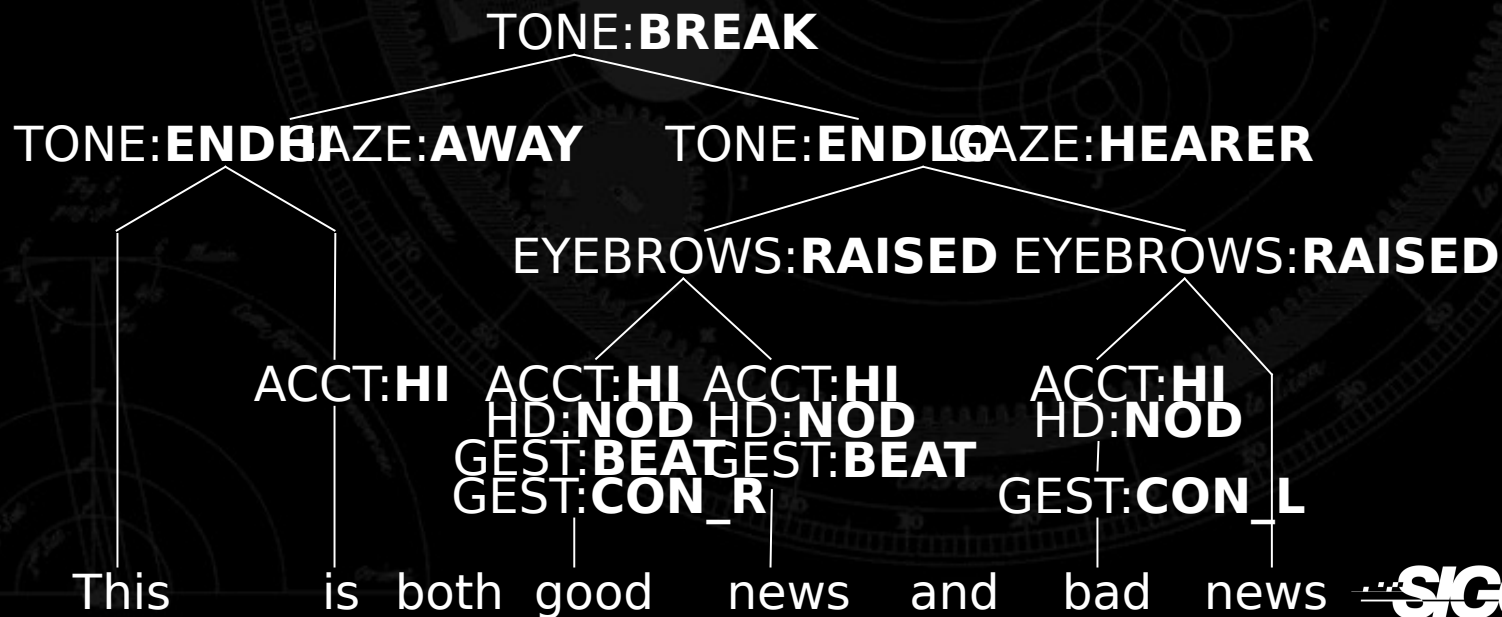 TONE:BREAK
TONE:ENDHI GAZE:AWAY TONE:ENDLO GAZE:HEARER
EYEBROWS:RAISED EYEBROWS:RAISED
ACCT:HI ACCT:HI ACCT:HI ACCT:HI
HD:NOD HD:NOD HD:NOD
GEST:BEAT GEST:BEAT
GEST:CON_R GEST:CON_L
This is both good news and bad news